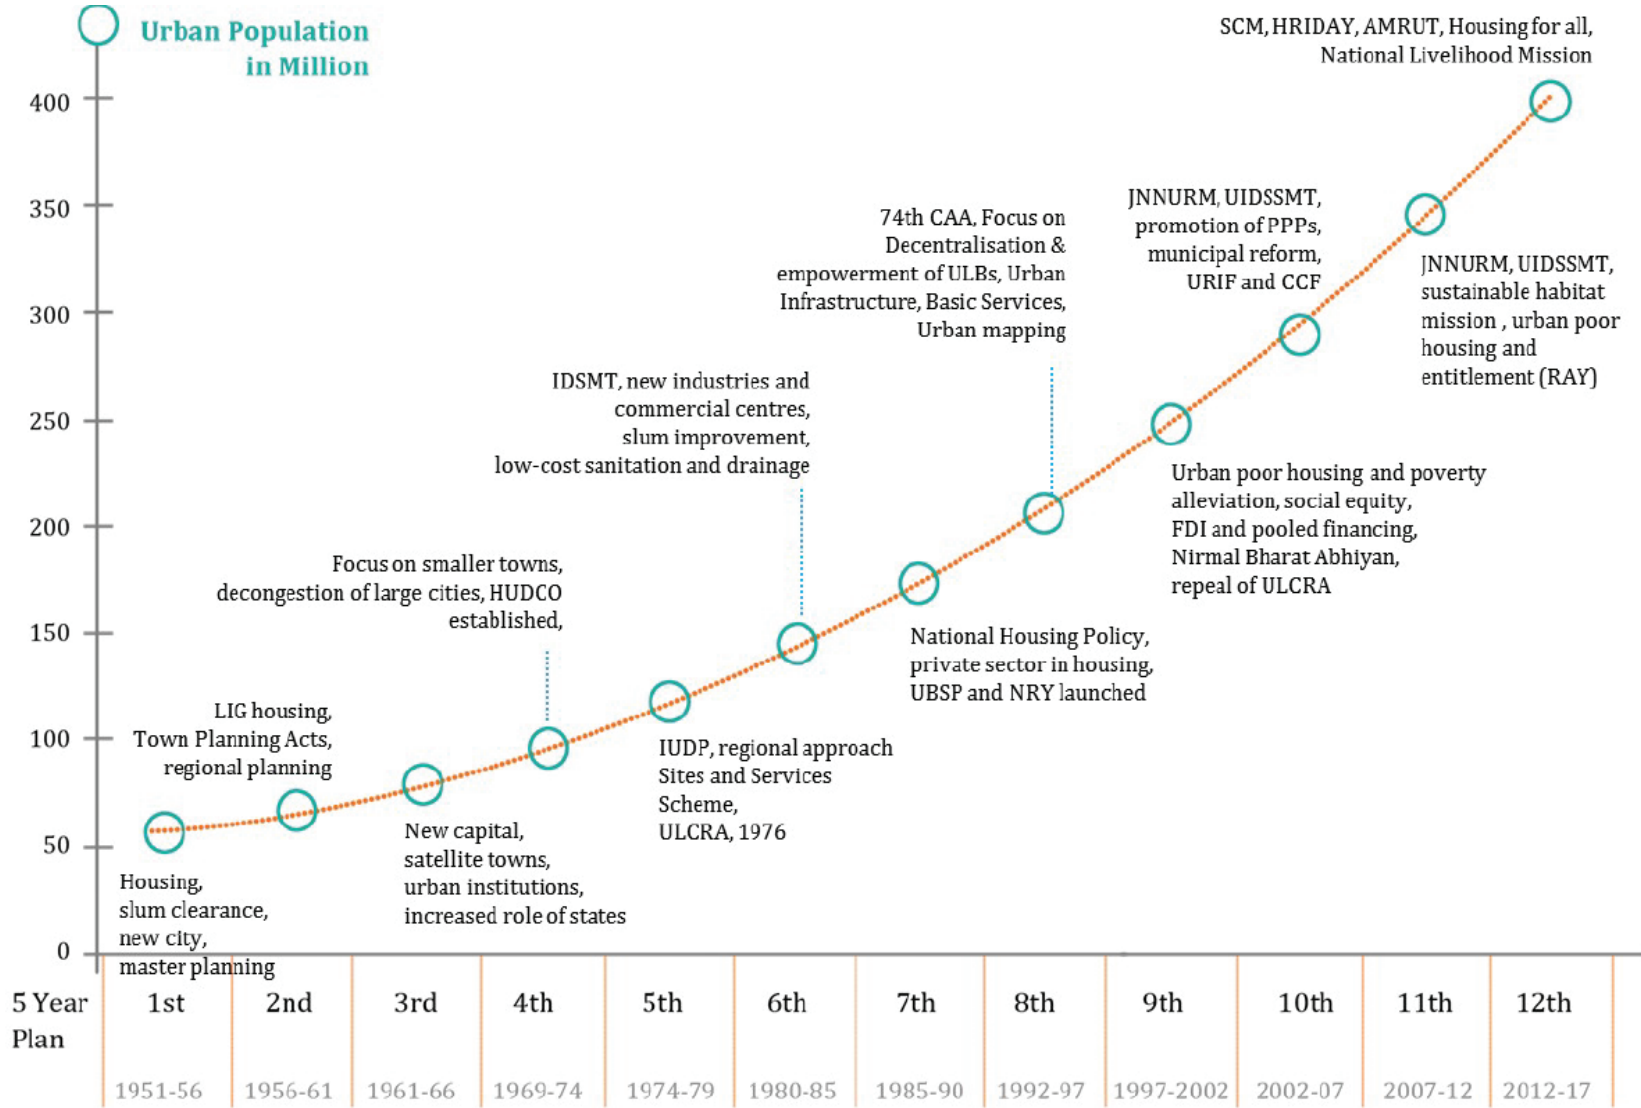 Urban Population
in Million
SCM, HRIDAY, AMRUT, Housing for all,
National Livelihood Mission
400
350
300
250
200
150
100
50
0
JNNURM, UIDSSMT,
promotion of PPPs,
municipal reform,
URIF and CCF
74th CAA, Focus on
Decentralisation &
empowerment of ULBs, Urban
Infrastructure, Basic Services,
Urban mapping
JNNURM, UIDSSMT,
sustainable habitat
mission , urban poor
housing and
entitlement (RAY)
IDSMT, new industries and
commercial centres,
slum improvement,
low-cost sanitation and drainage
Urban poor housing and poverty
alleviation, social equity,
FDI and pooled financing,
Nirmal Bharat Abhiyan,
repeal of ULCRA
Focus on smaller towns,
decongestion of large cities, HUDCO
established,
National Housing Policy,
private sector in housing,
UBSP and NRY launched
LIG housing,
Town Planning Acts,
regional planning
IUDP, regional approach
Sites and Services
Scheme,
ULCRA, 1976
New capital,
satellite towns,
urban institutions,
increased role of states
Housing,
slum clearance,
new city,
master planning
5 Year
Plan
1st 2nd 3rd 4th 5th 6th 7th 8th 9th 10th 11th 12th
1951-56 1956-61 1961-66 1969-74 1974-79 1980-85 1985-90 1992-97 1997-2002 2002-07 2007-12 2012-17